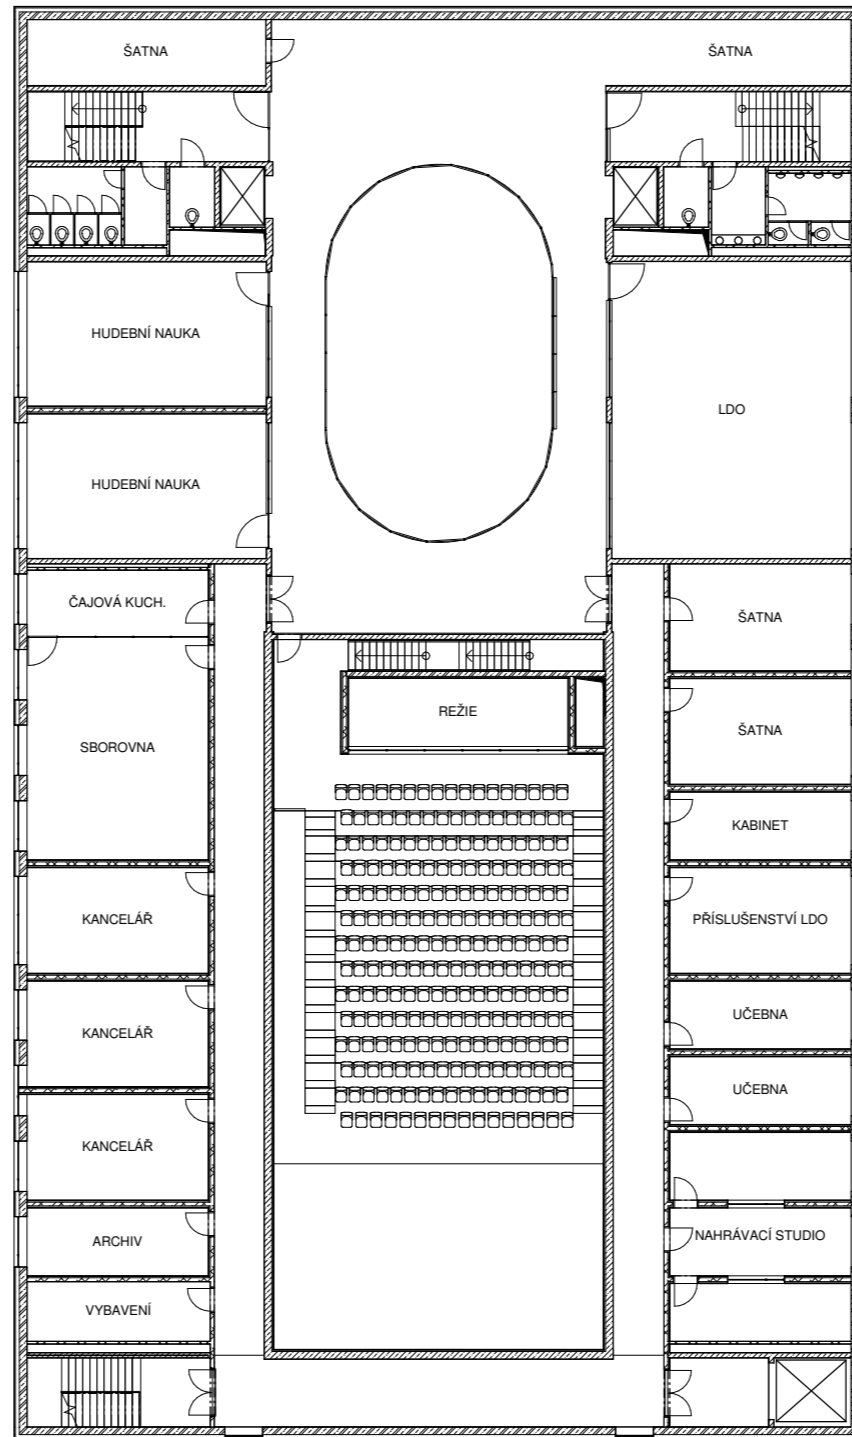 ŠATNA
ŠATNA
HUDEBNÍ NAUKA
HUDEBNÍ NAUKA
LDO
ČAJOVÁ KUCH.
ŠATNA
REŽIE
ŠATNA
SBOROVNA
KABINET
KANCELÁŘ
PŘÍSLUŠENSTVÍ LDO
UČEBNA
KANCELÁŘ
UČEBNA
KANCELÁŘ
NAHRÁVACÍ STUDIO
ARCHIV
VYBAVENÍ